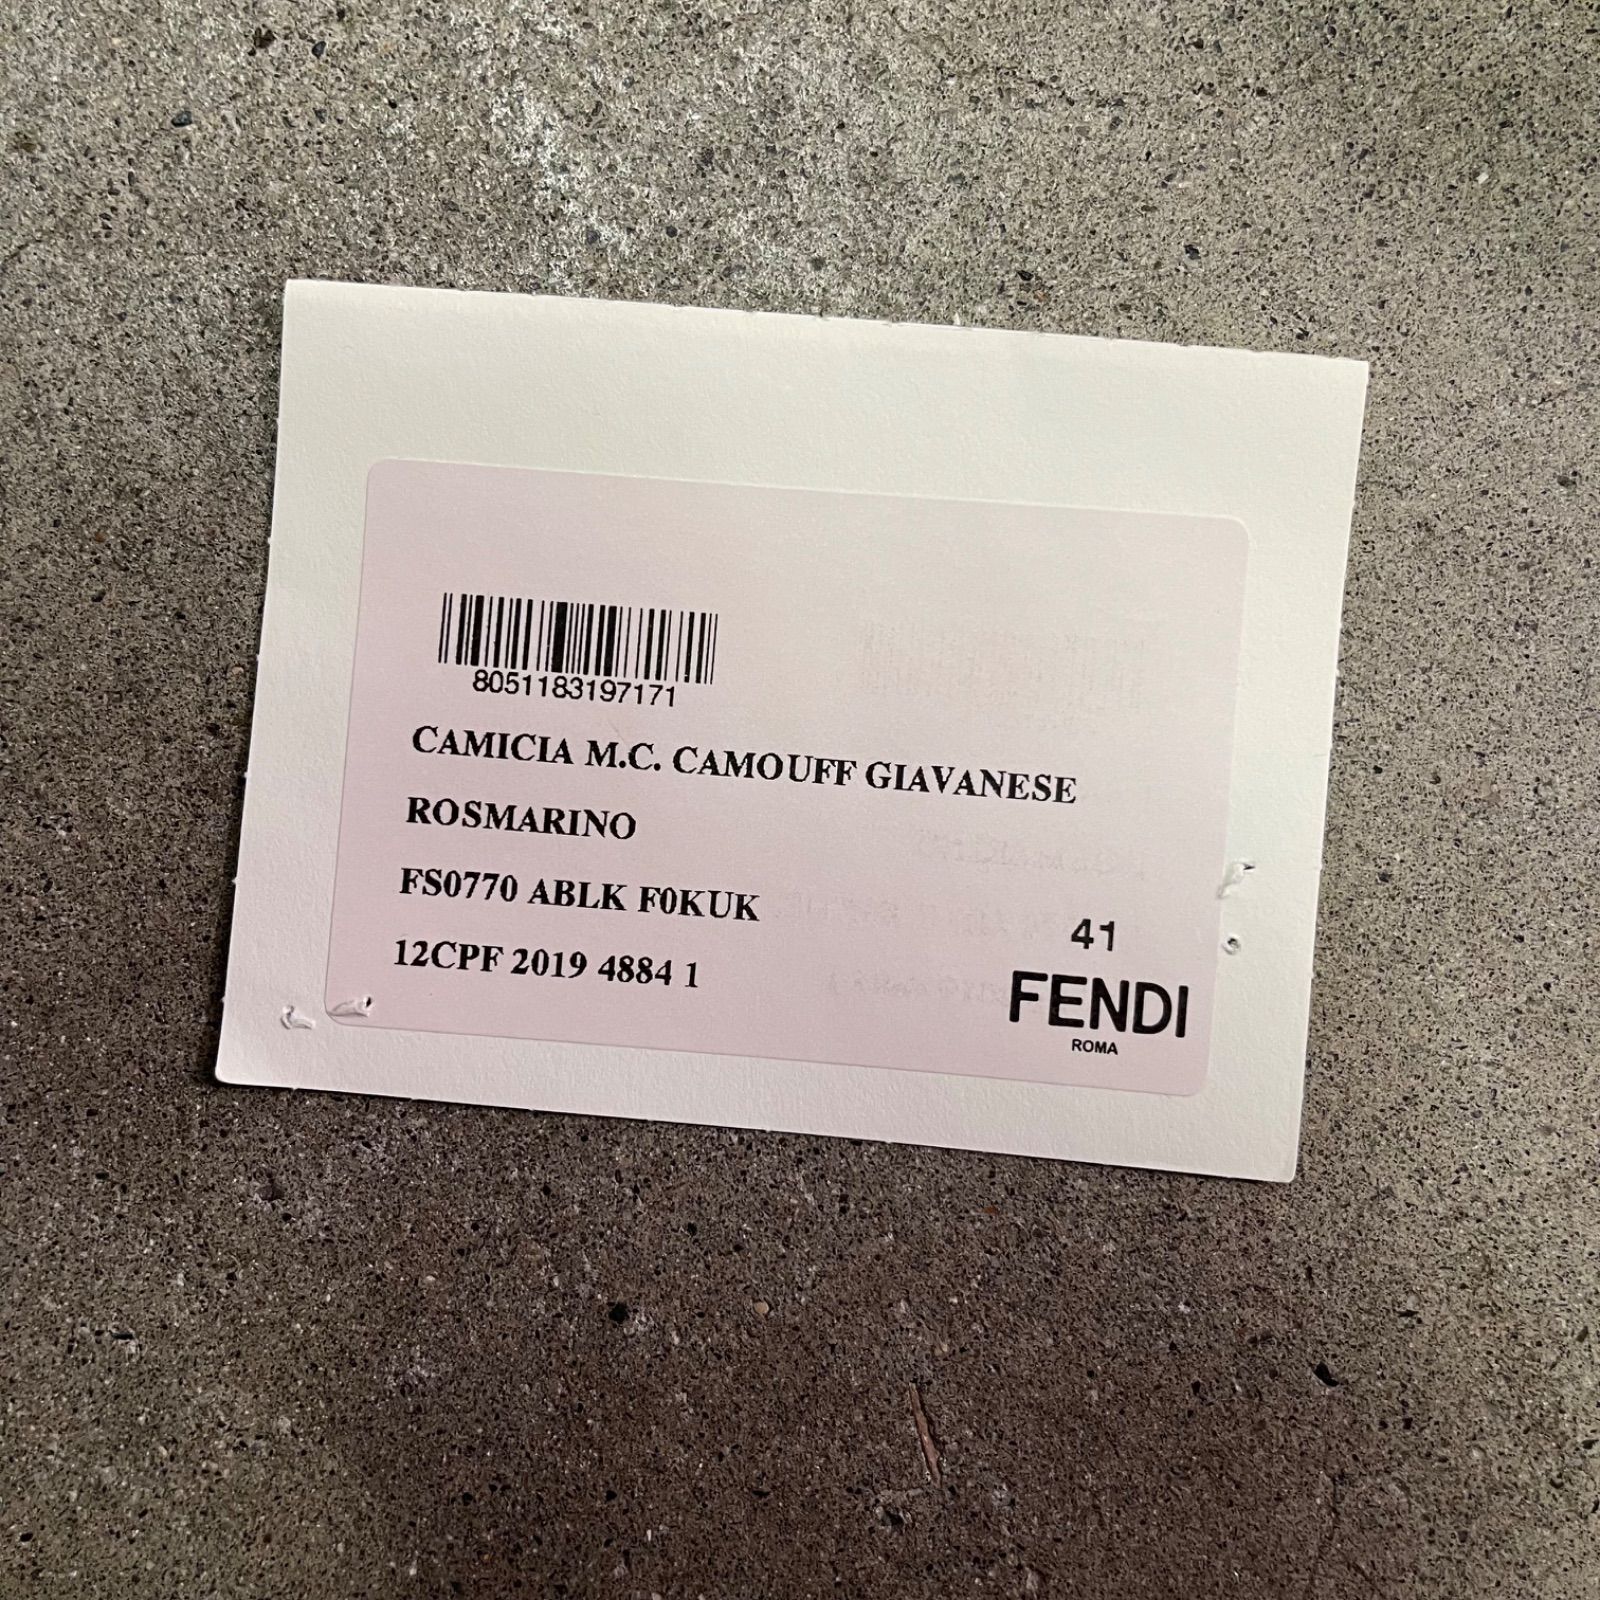 8051183197171
CAMICIA M.C. CAMOUFF GIAVANESE
ROSMARINO
FS0770 ABLK F0KUK
12CPF 2019 4884 1
41
FENDI
ROMA